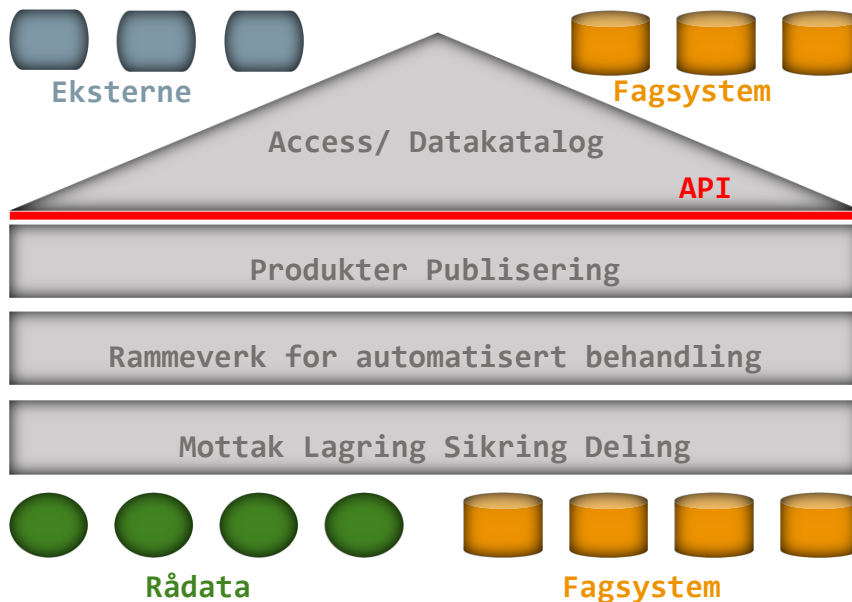 Eksterne
Fagsystem
Access/ Datakatalog
API
Produkter Publisering
Rammeverk for automatisert behandling
Mottak Lagring Sikring Deling
Rådata
Fagsystem